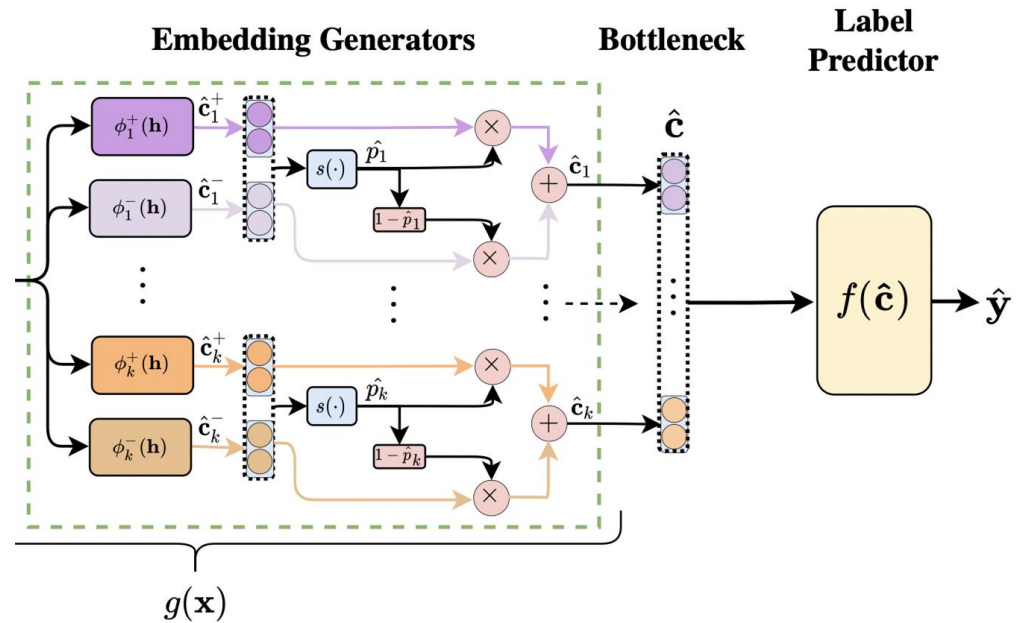 Embedding Generators
Bottleneck
Label
Predictor
ϕ₁⁺(h)
ĉ₁⁺
ϕ₁⁻(h)
ĉ₁⁻
s(·)
p̂₁
1 − p̂₁
×
×
+
ĉ₁
ĉ
⋮
⋮
⋮
⋮
f(ĉ)
ŷ
ϕₖ⁺(h)
ĉₖ⁺
ϕₖ⁻(h)
ĉₖ⁻
s(·)
p̂ₖ
1 − p̂ₖ
×
×
+
ĉₖ
g(x)